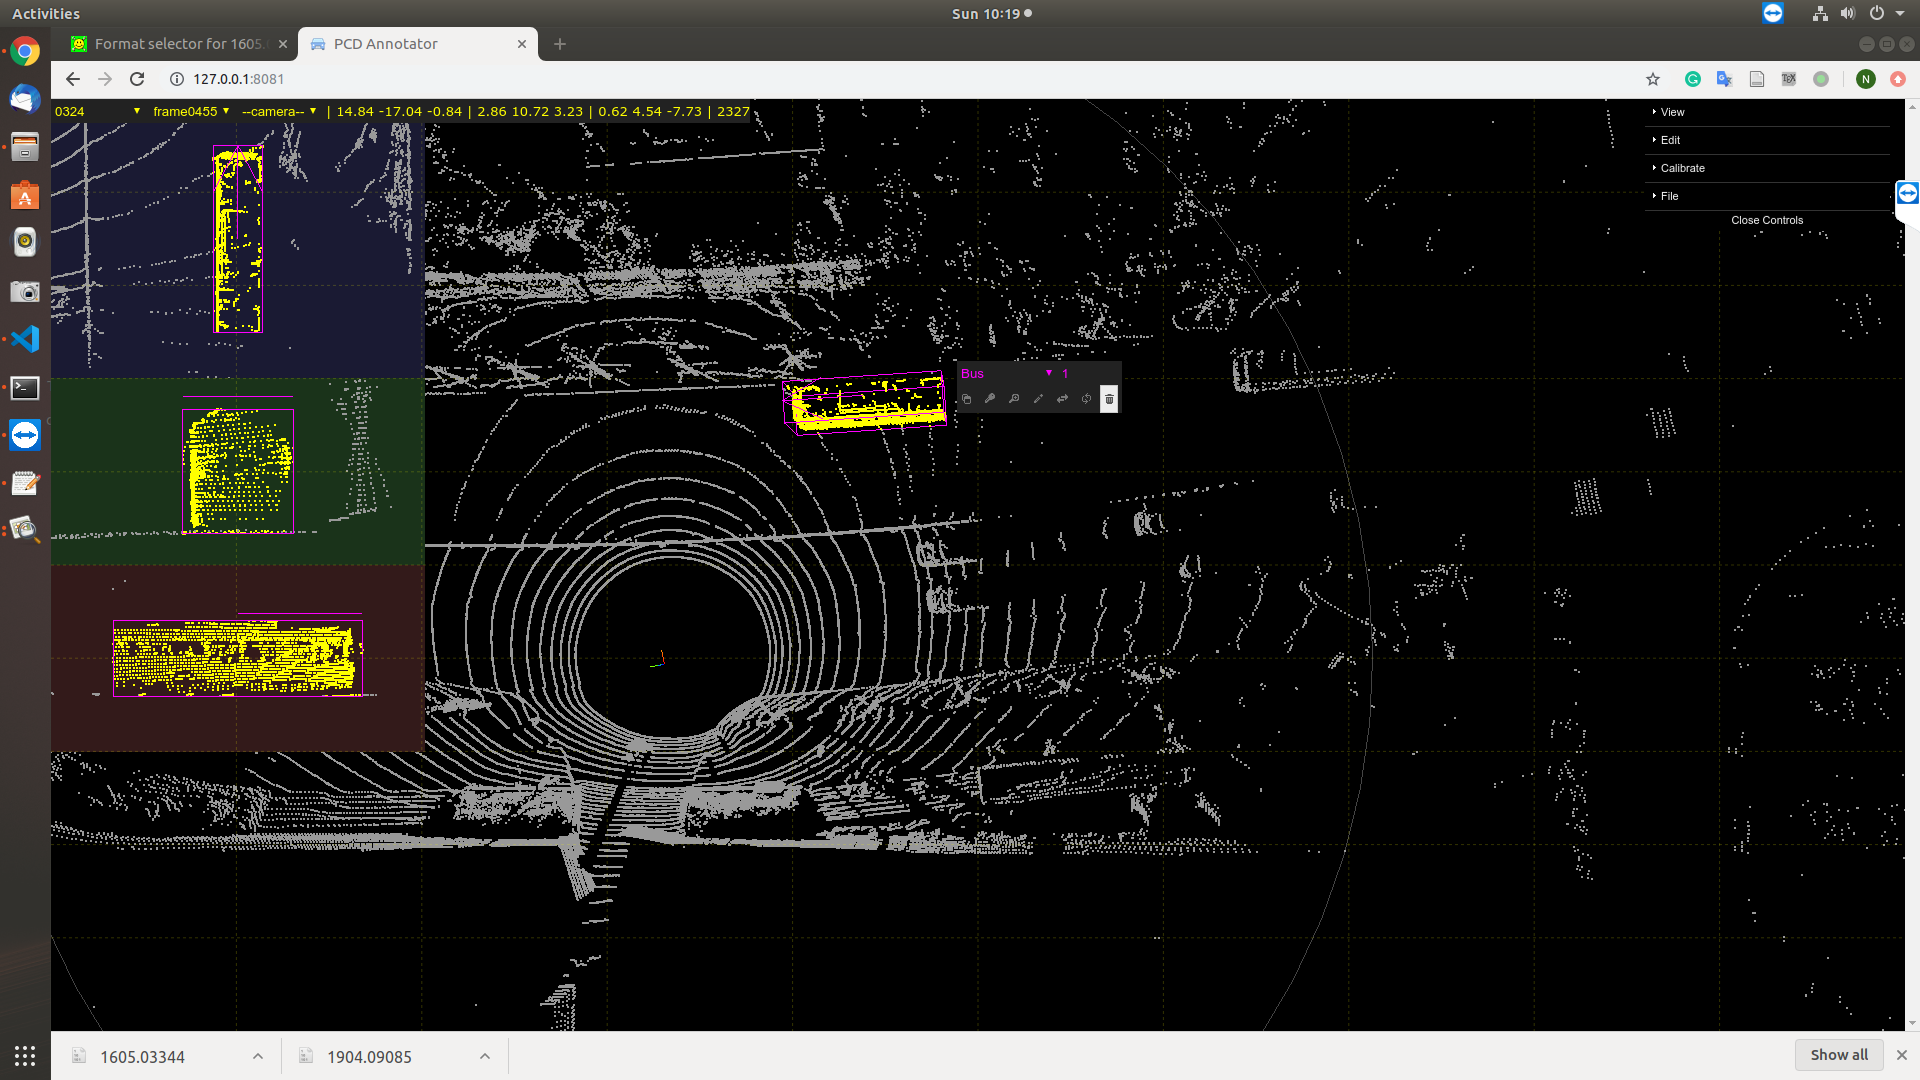 Activities
Sun 10:19
Format selector for 1605.0
PCD Annotator
127.0.0.1:8081
N
0324 frame0455 --camera-- | 14.84 -17.04 -0.84 | 2.86 10.72 3.23 | 0.62 4.54 -7.73 | 2327
View
Edit
Calibrate
File
Close Controls
Bus 1
1605.03344
1904.09085
Show all